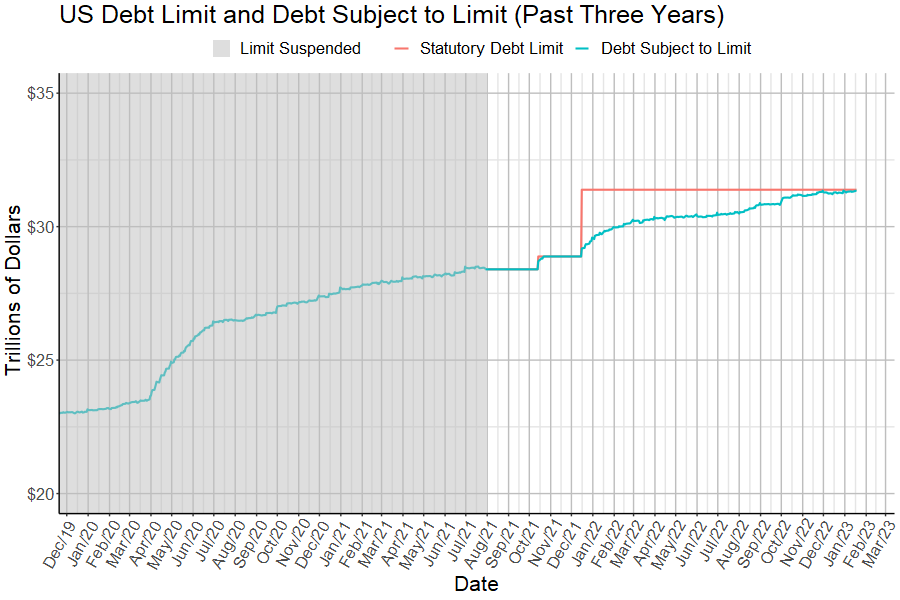 US Debt Limit and Debt Subject to Limit (Past Three Years)
Limit Suspended Statutory Debt Limit Debt Subject to Limit
$35
$30
$25
$20
Trillions of Dollars
Dec/19 Jan/20 Feb/20 Mar/20 Apr/20 May/20 Jun/20 Jul/20 Aug/20 Sep/20 Oct/20 Nov/20 Dec/20 Jan/21 Feb/21 Mar/21 Apr/21 May/21 Jun/21 Jul/21 Aug/21 Sep/21 Oct/21 Nov/21 Dec/21 Jan/22 Feb/22 Mar/22 Apr/22 May/22 Jun/22 Jul/22 Aug/22 Sep/22 Oct/22 Nov/22 Dec/22 Jan/23 Feb/23 Mar/23
Date